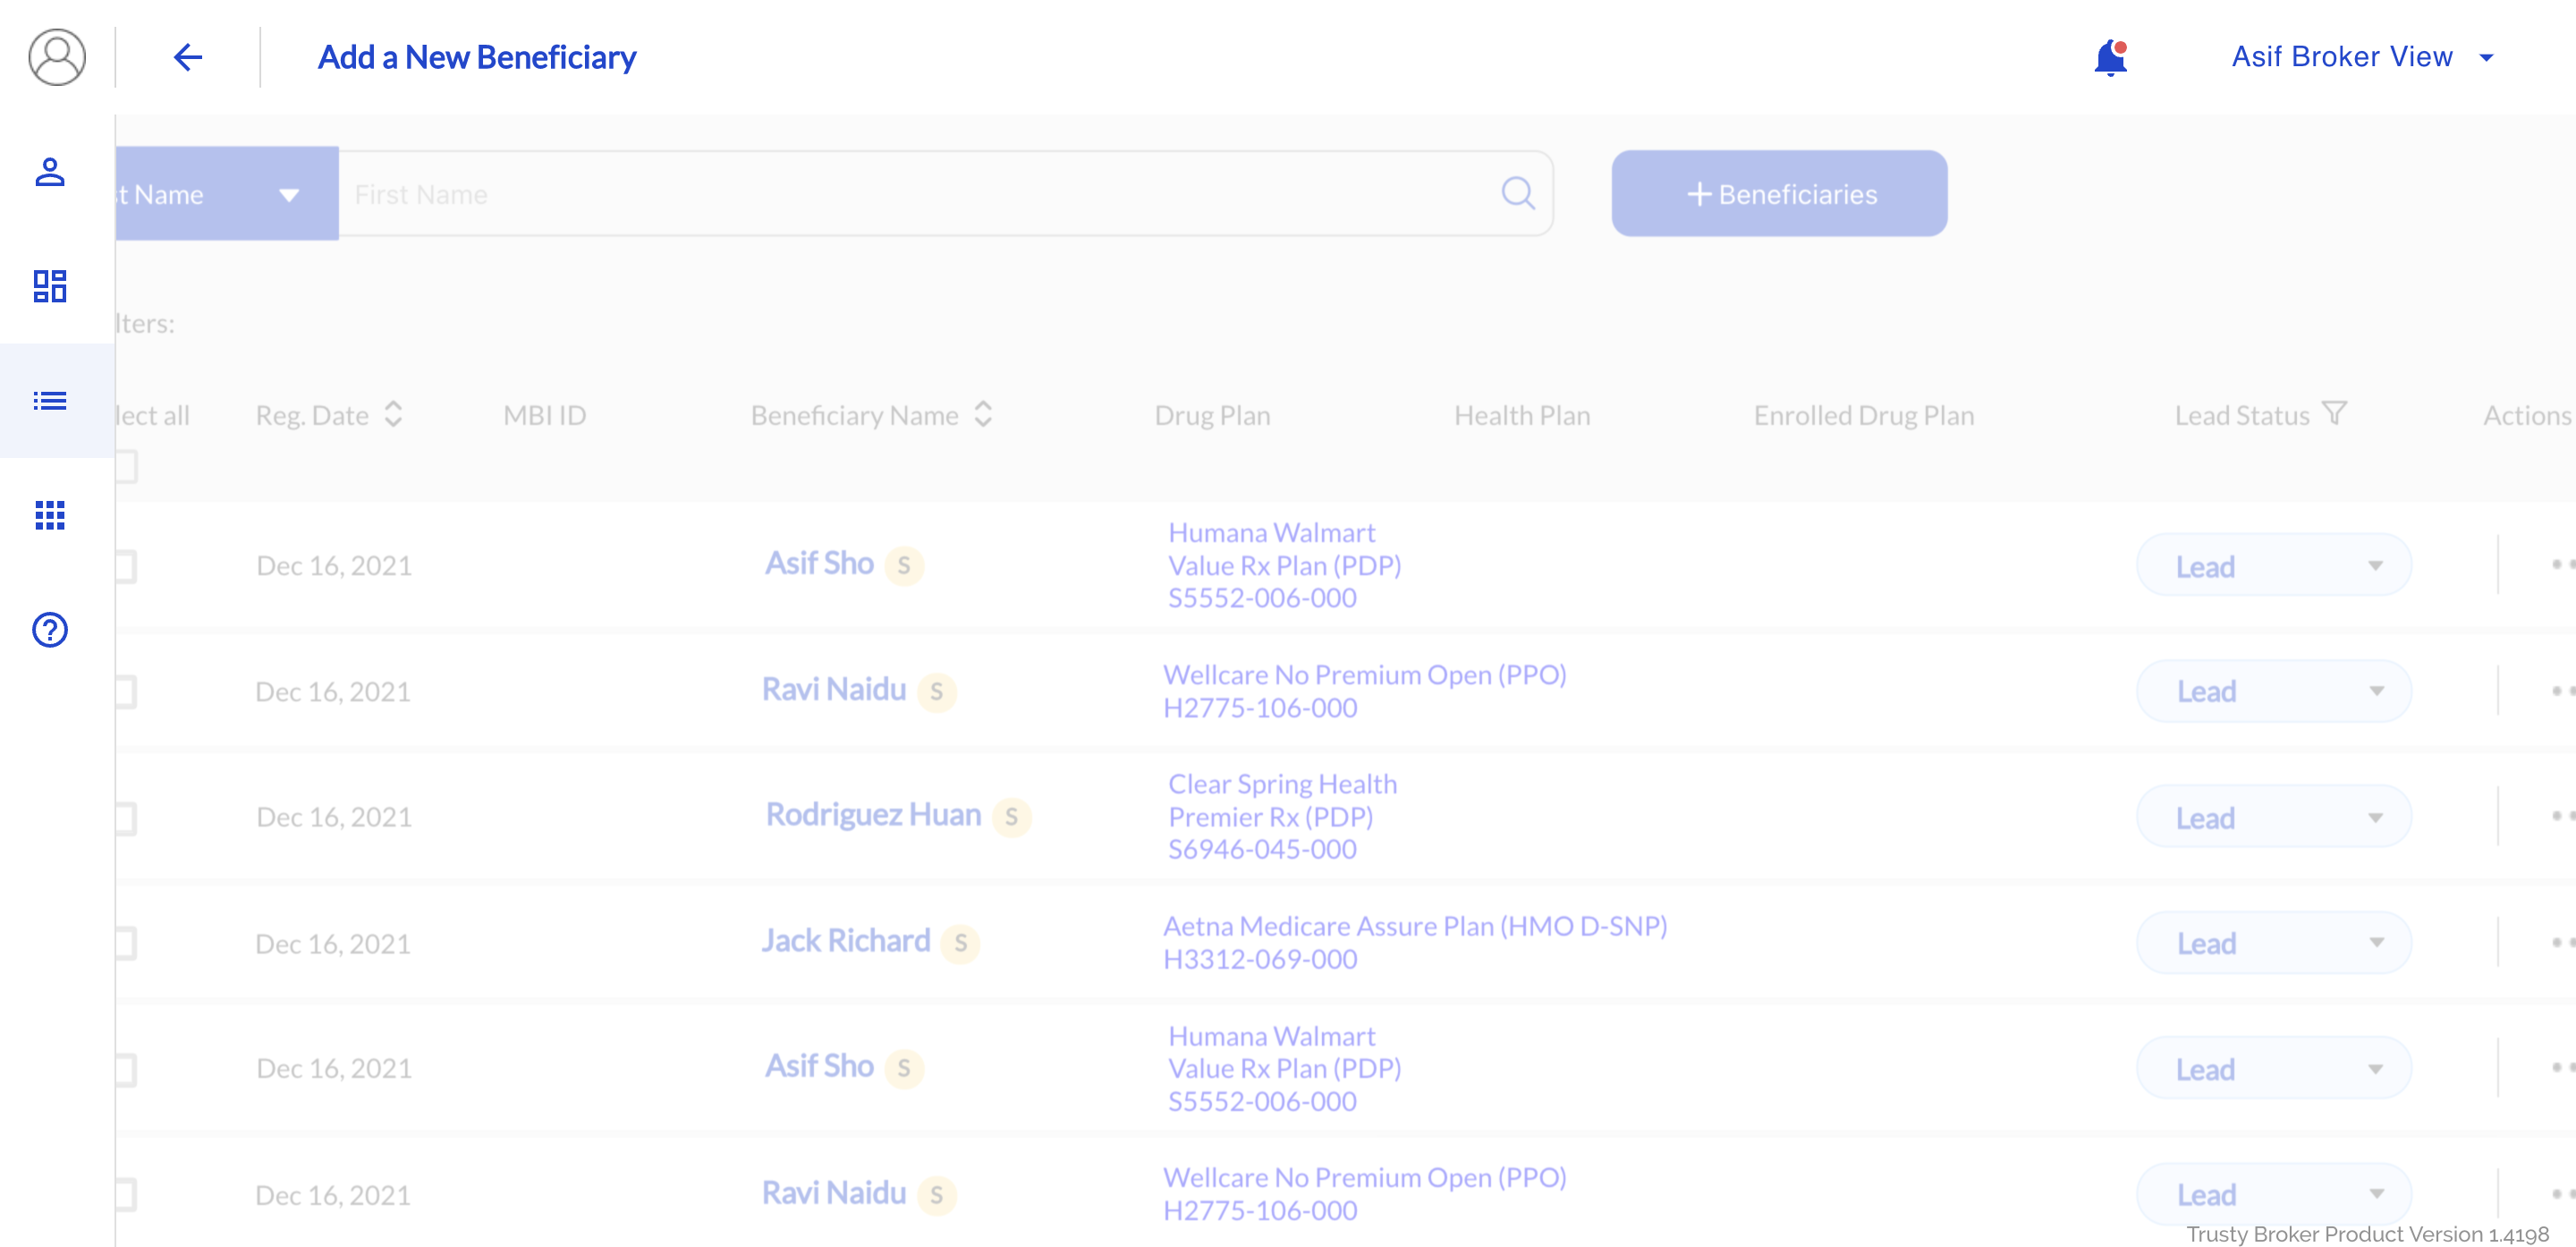 Add a New Beneficiary
Asif Broker View
st Name
First Name
+ Beneficiaries
lters:
lect all
Reg. Date
MBI ID
Beneficiary Name
Drug Plan
Health Plan
Enrolled Drug Plan
Lead Status
Actions
Dec 16, 2021
Asif Sho
S
Humana Walmart
Value Rx Plan (PDP)
S5552-006-000
Lead
Dec 16, 2021
Ravi Naidu
S
Wellcare No Premium Open (PPO)
H2775-106-000
Lead
Dec 16, 2021
Rodriguez Huan
S
Clear Spring Health
Premier Rx (PDP)
S6946-045-000
Lead
Dec 16, 2021
Jack Richard
S
Aetna Medicare Assure Plan (HMO D-SNP)
H3312-069-000
Lead
Dec 16, 2021
Asif Sho
S
Humana Walmart
Value Rx Plan (PDP)
S5552-006-000
Lead
Dec 16, 2021
Ravi Naidu
S
Wellcare No Premium Open (PPO)
H2775-106-000
Lead
Trusty Broker Product Version 1.4198